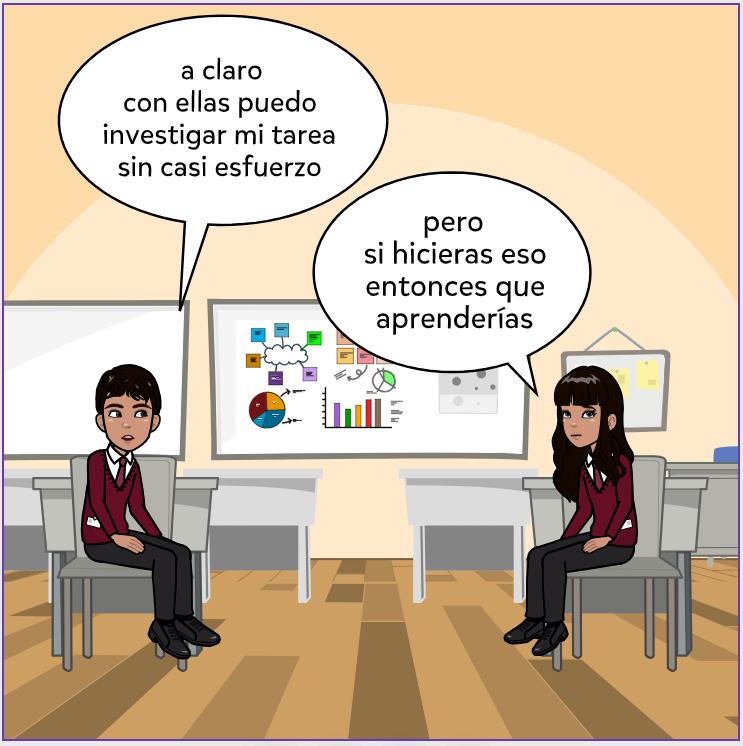 a claro
con ellas puedo
investigar mi tarea
sin casi esfuerzo
pero
si hicieras eso
entonces que
aprenderías